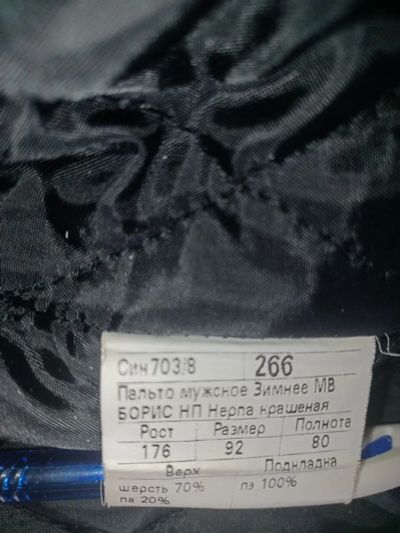 Син703/8 266
Пальто мужсное Зимнее МВ
БОРИС НП Нерпа крашеная
Рост Размер Полнота
176 92 80
Верх Подкладка
шерсть 70% пэ 100%
па 20%